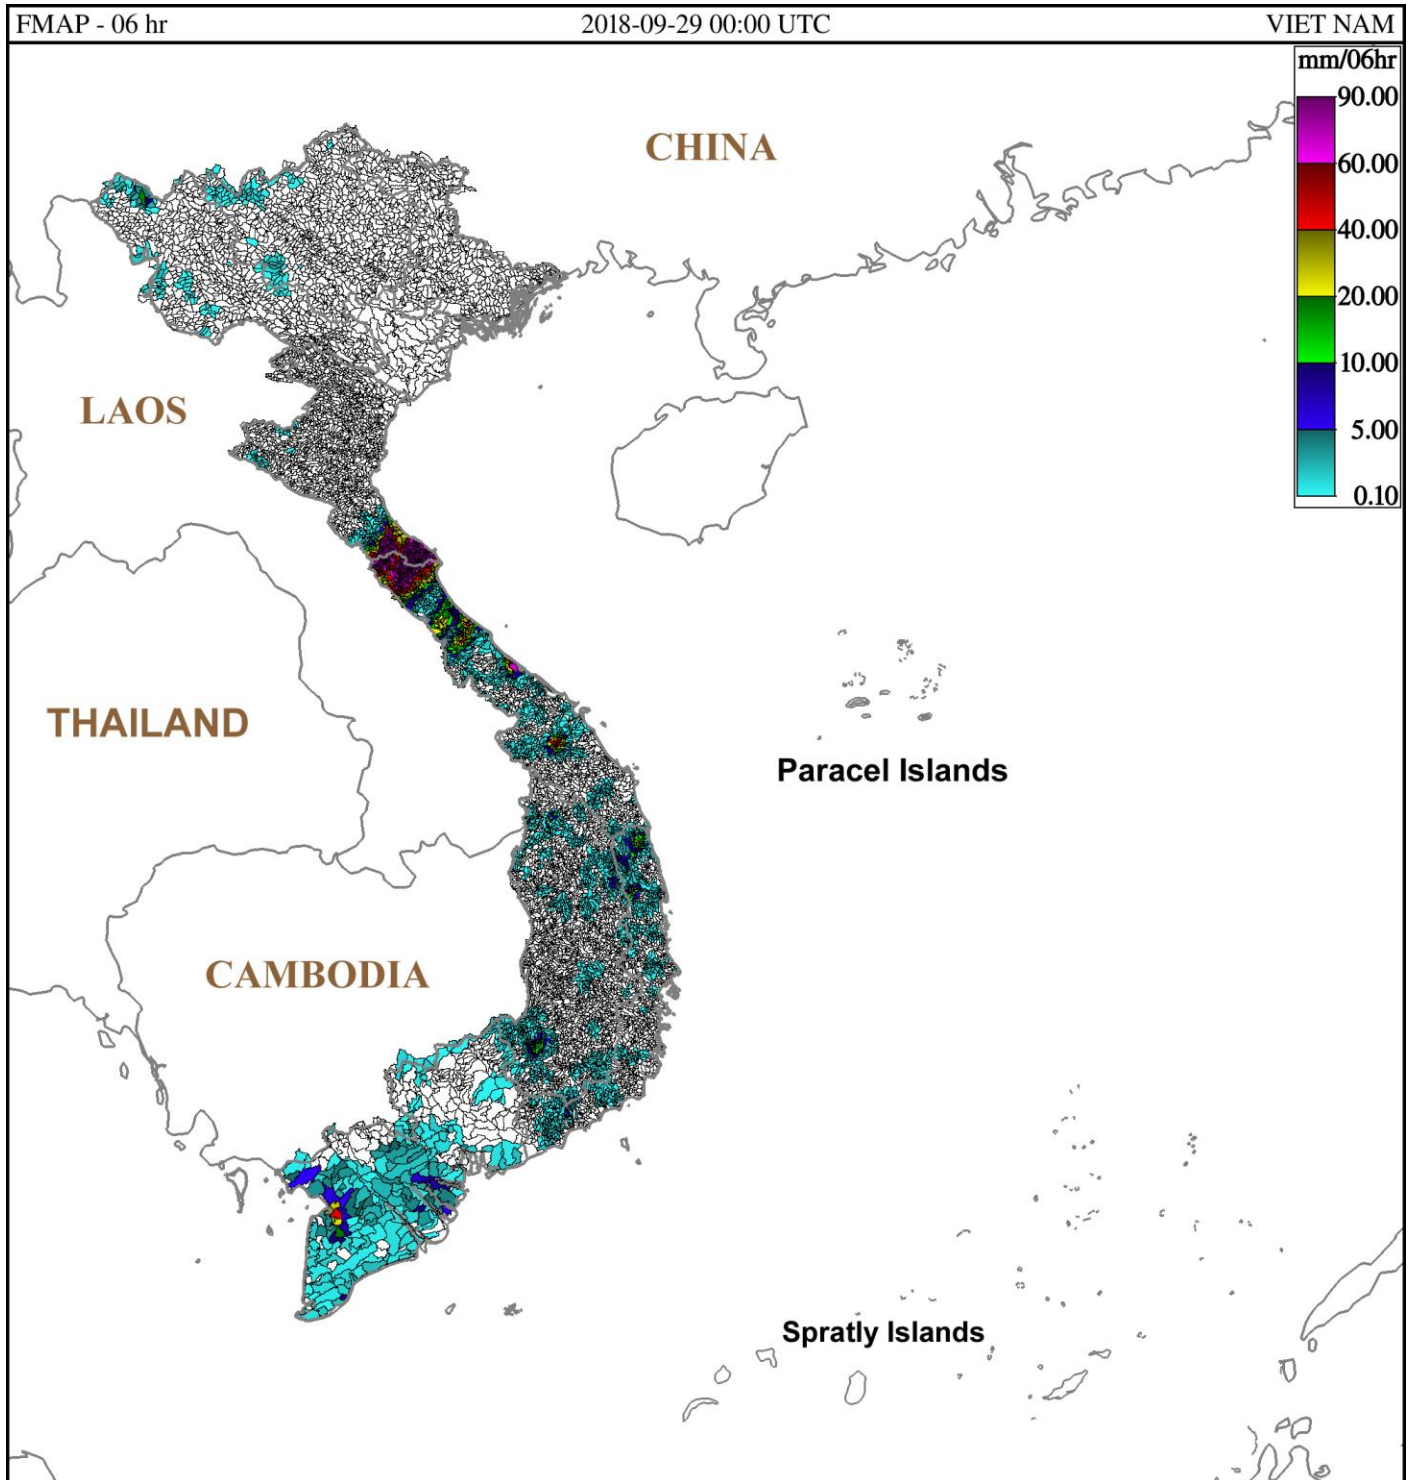 FMAP - 06 hr 2018-09-29 00:00 UTC VIET NAM
mm/06hr
90.00
CHINA
60.00
40.00
20.00
10.00
LAOS
5.00
0.10
THAILAND
Paracel Islands
CAMBODIA
Spratly Islands